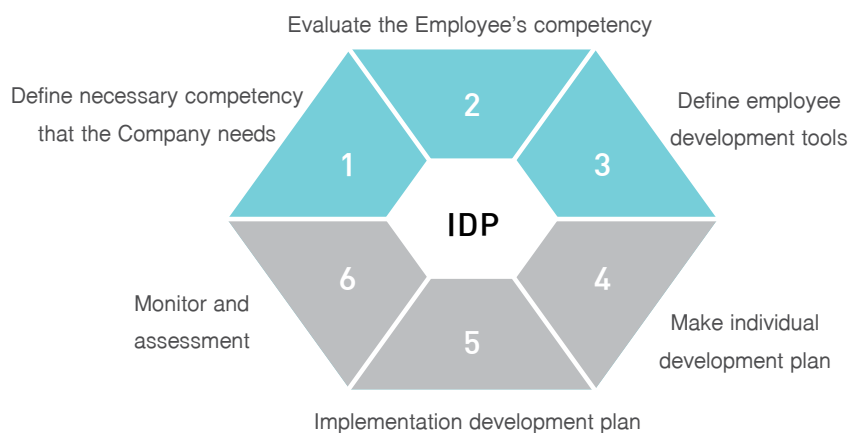 Evaluate the Employee’s competency
Define necessary competency
that the Company needs
Define employee
development tools
2
1
3
IDP
6
4
5
Monitor and
assessment
Make individual
development plan
Implementation development plan